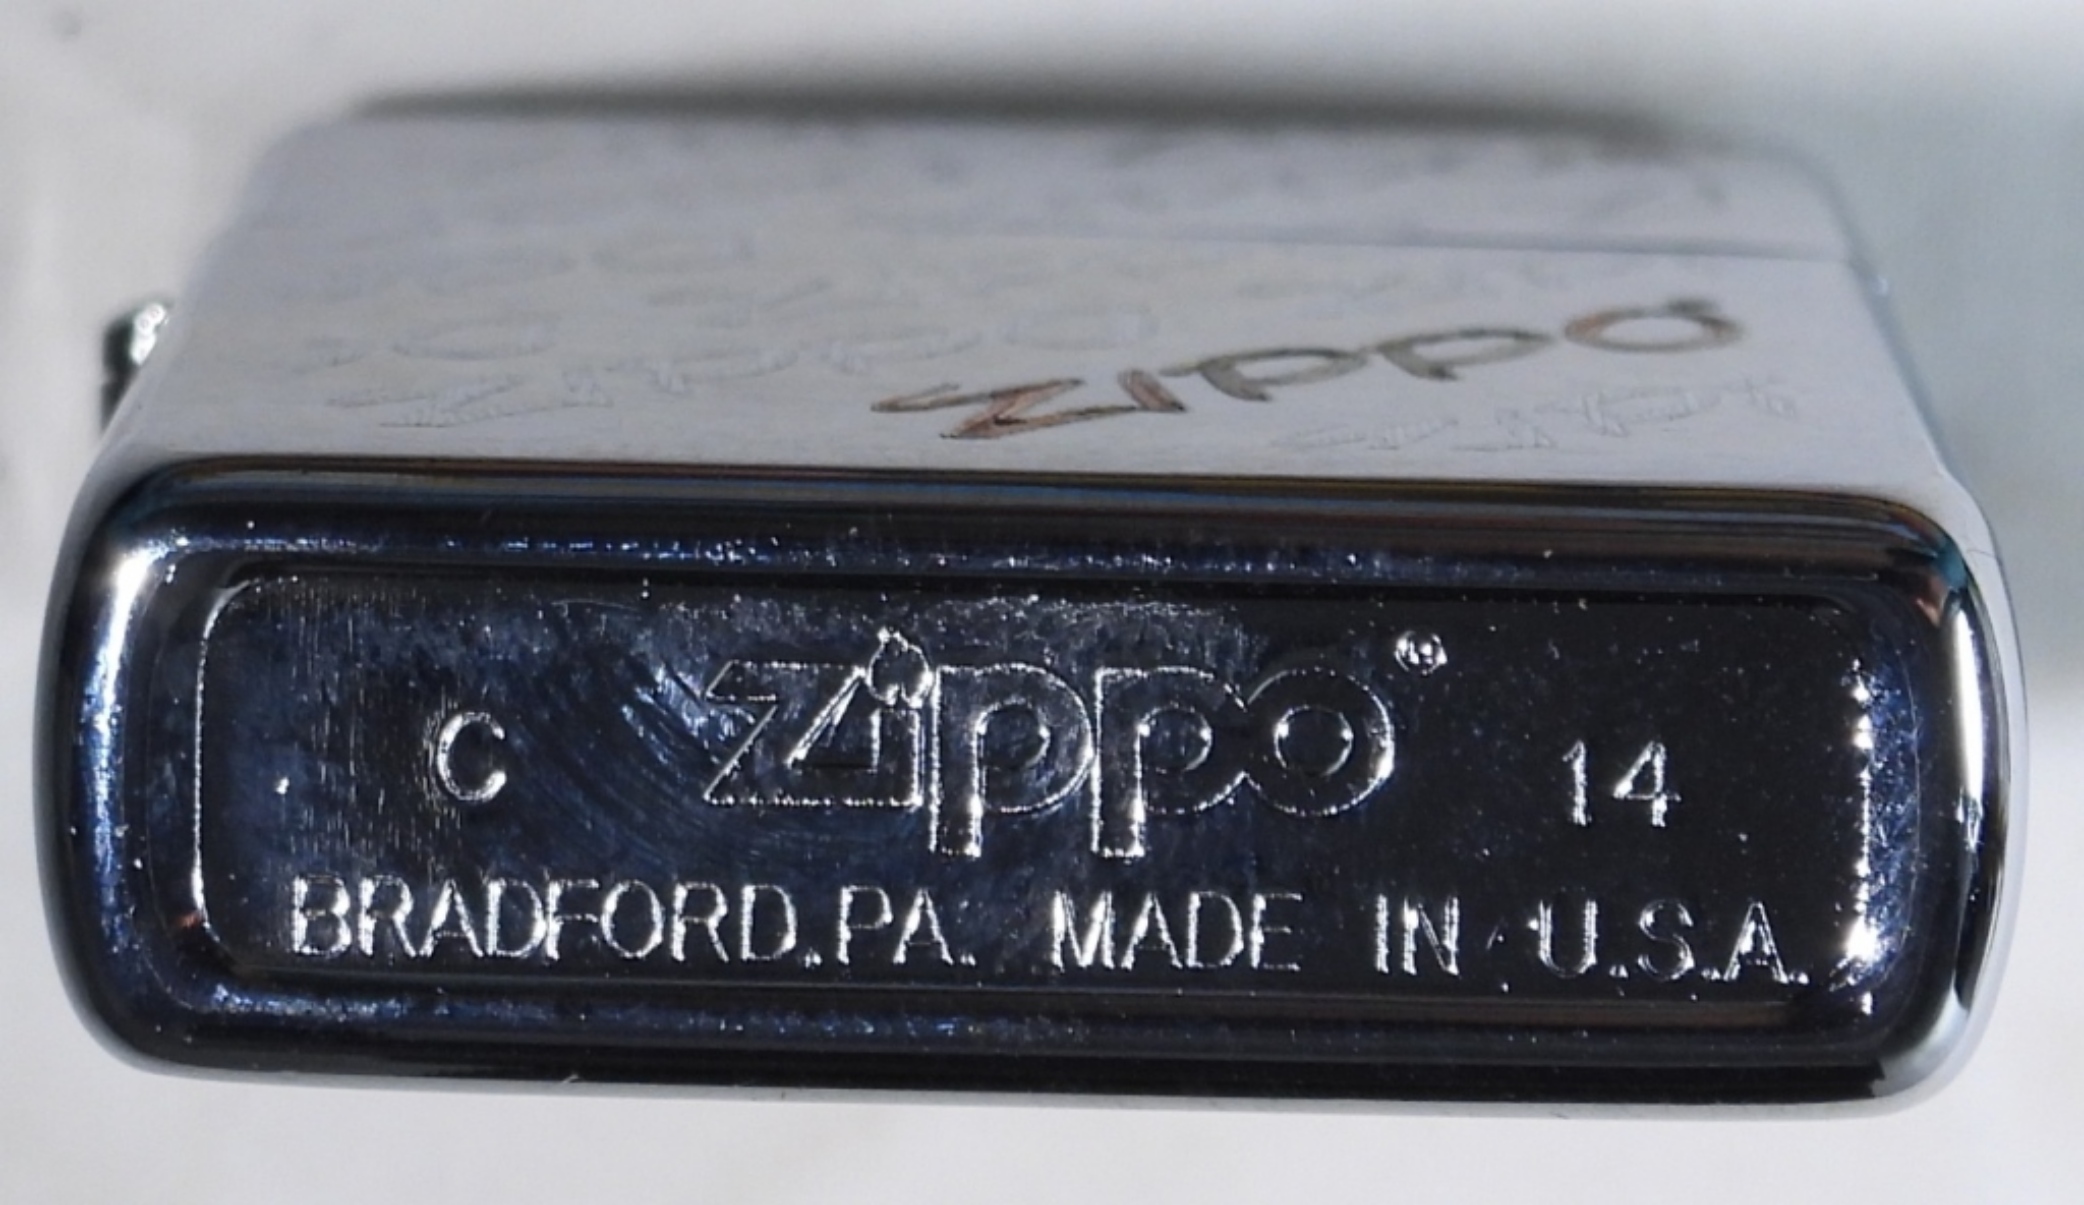 zippo
C zippo® 14
BRADFORD.PA. MADE IN U.S.A.